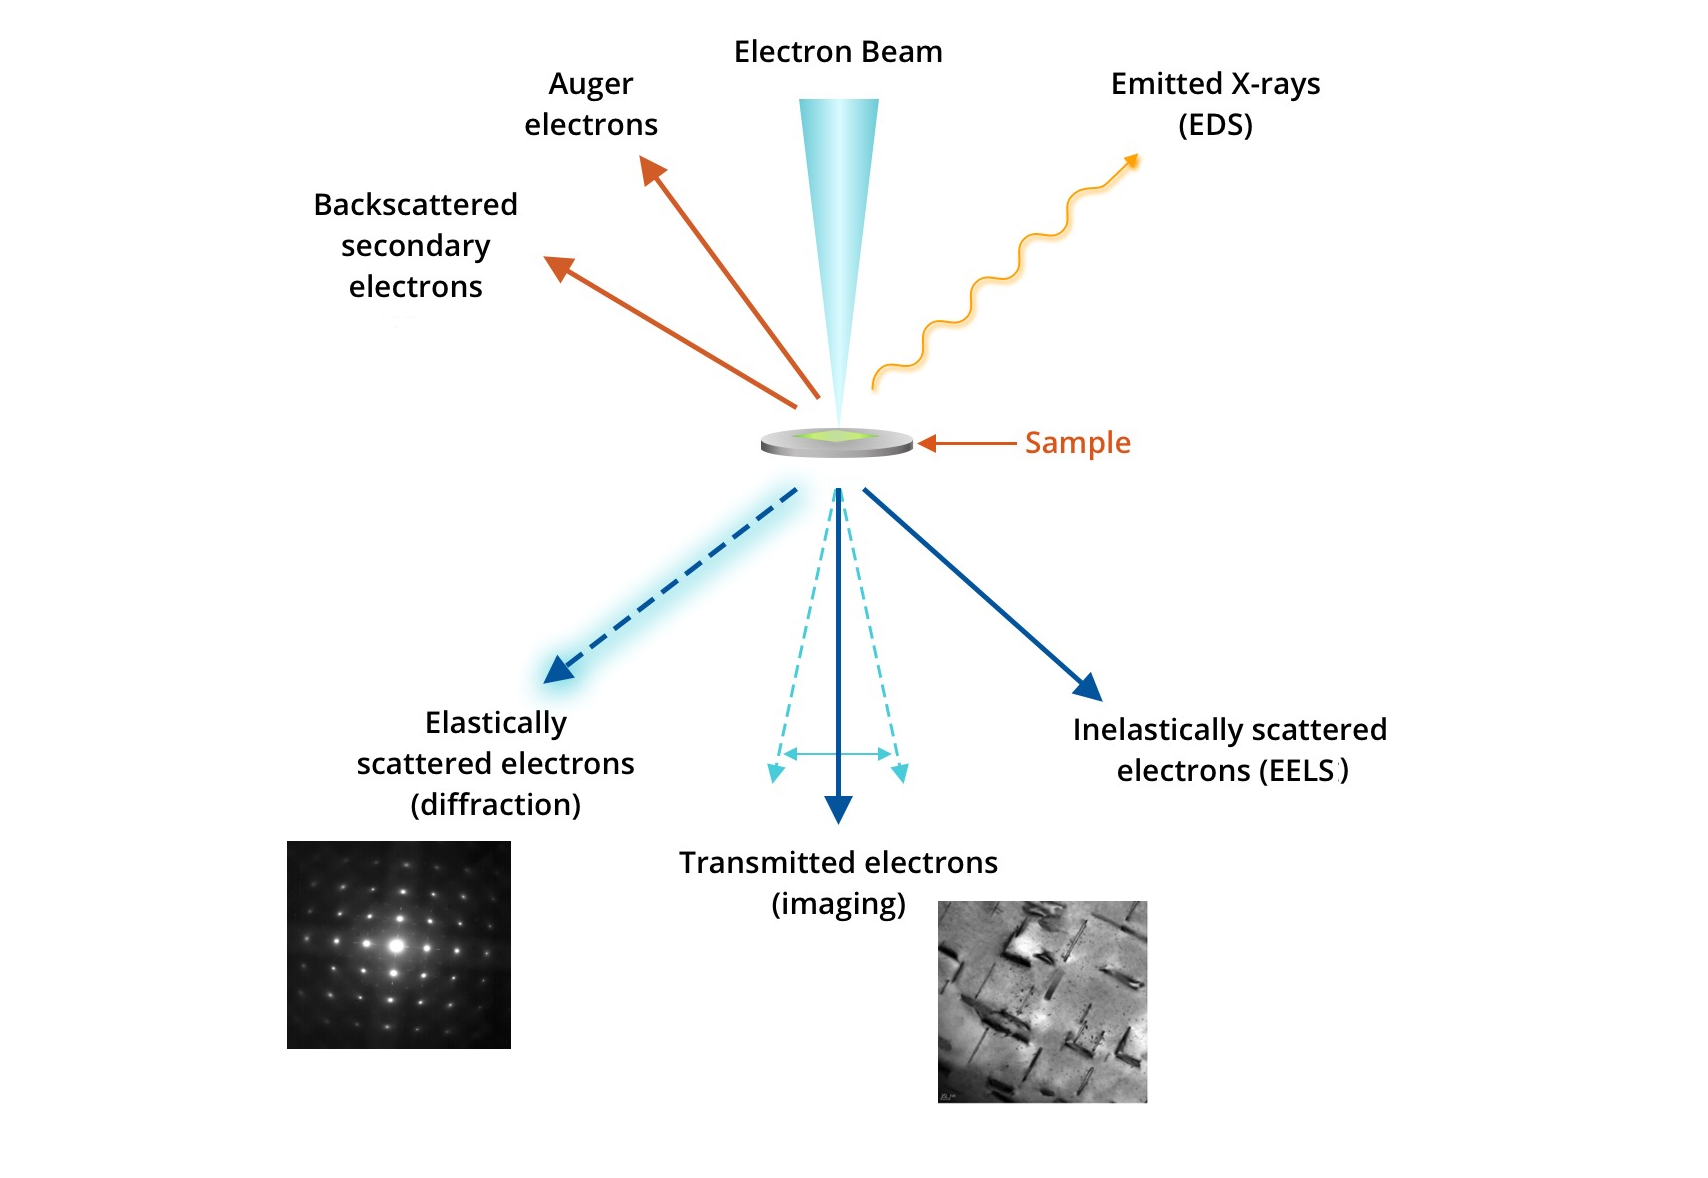 Electron Beam
Auger
electrons
Emitted X-rays
(EDS)
Backscattered
secondary
electrons
Sample
Elastically
scattered electrons
(diffraction)
Inelastically scattered
electrons (EELS)
Transmitted electrons
(imaging)